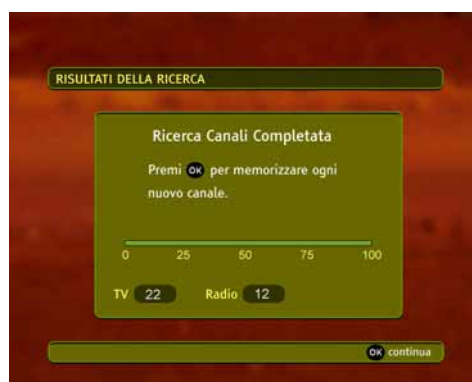 RISULTATI DELLA RICERCA
Ricerca Canali Completata
Premi OK per memorizzare ogni
nuovo canale.
0 25 50 75 100
TV 22 Radio 12
OK continua